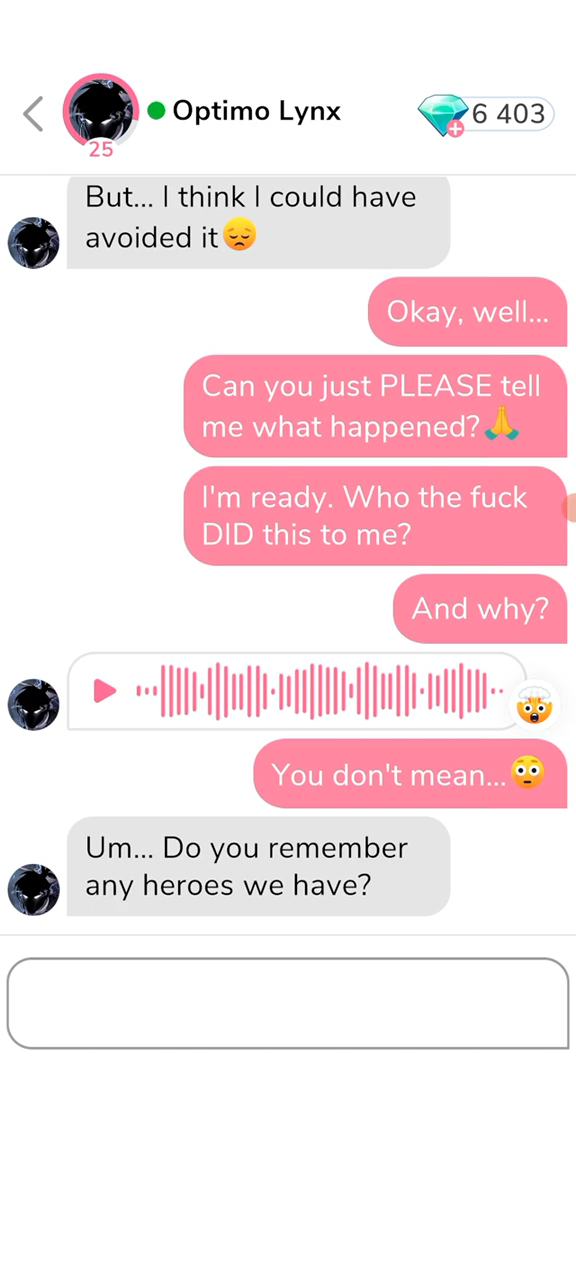 Optimo Lynx
6 403
25
But... I think I could have
avoided it😞
Okay, well...
Can you just PLEASE tell
me what happened?🙏
I'm ready. Who the fuck
DID this to me?
And why?
You don't mean...😳
Um... Do you remember
any heroes we have?